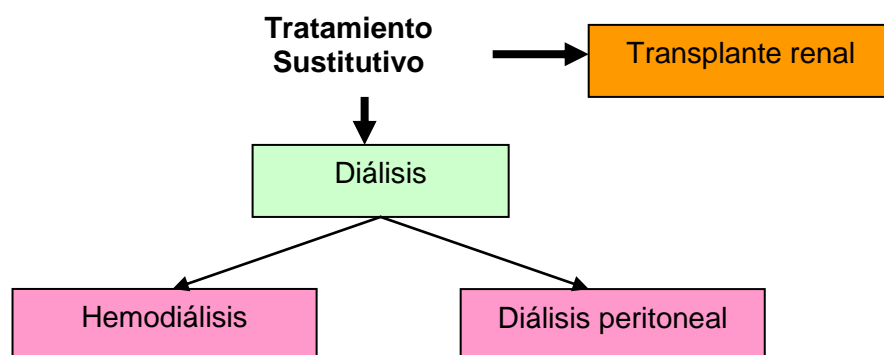 Tratamiento
Sustitutivo
Transplante renal
Diálisis
Hemodiálisis
Diálisis peritoneal